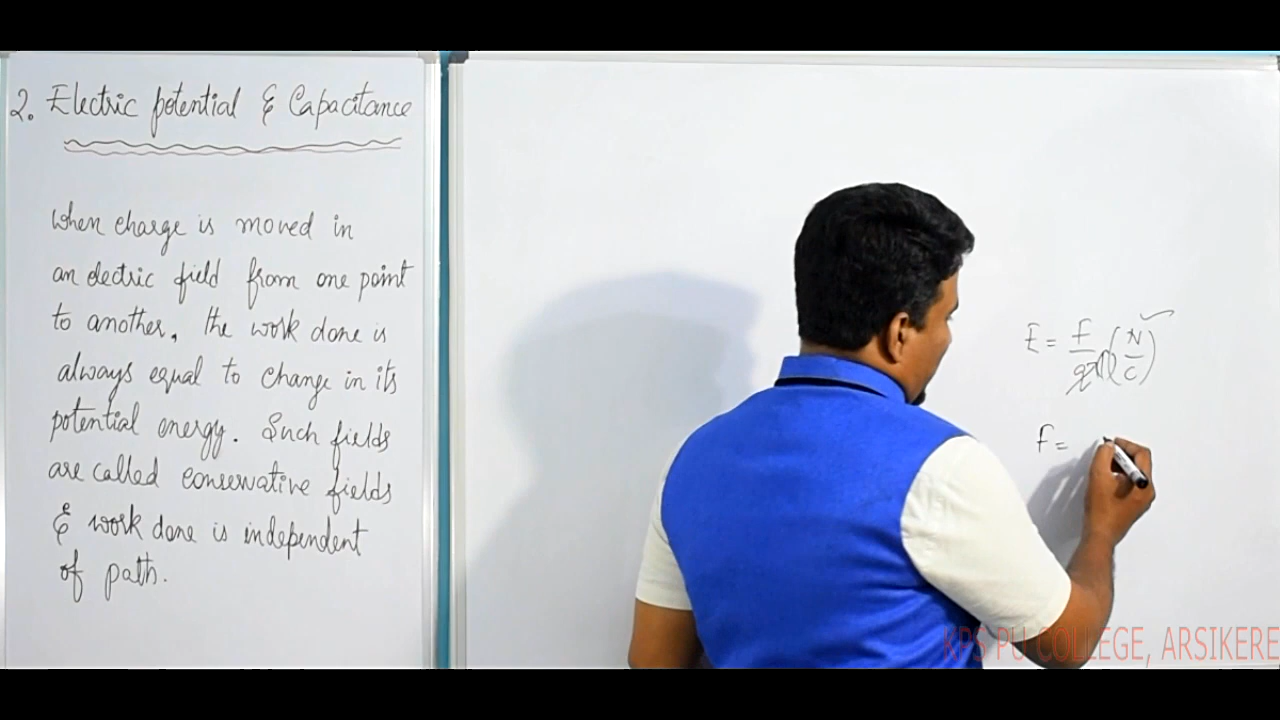 2. Electric potential & Capacitance
When charge is moved in
an electric field from one point
to another, the work done is
always equal to change in its
potential energy. Such fields
are called conservative fields
& work done is independent
of path.
E = F/q (N/C)
F =
KPS PU COLLEGE, ARSIKERE